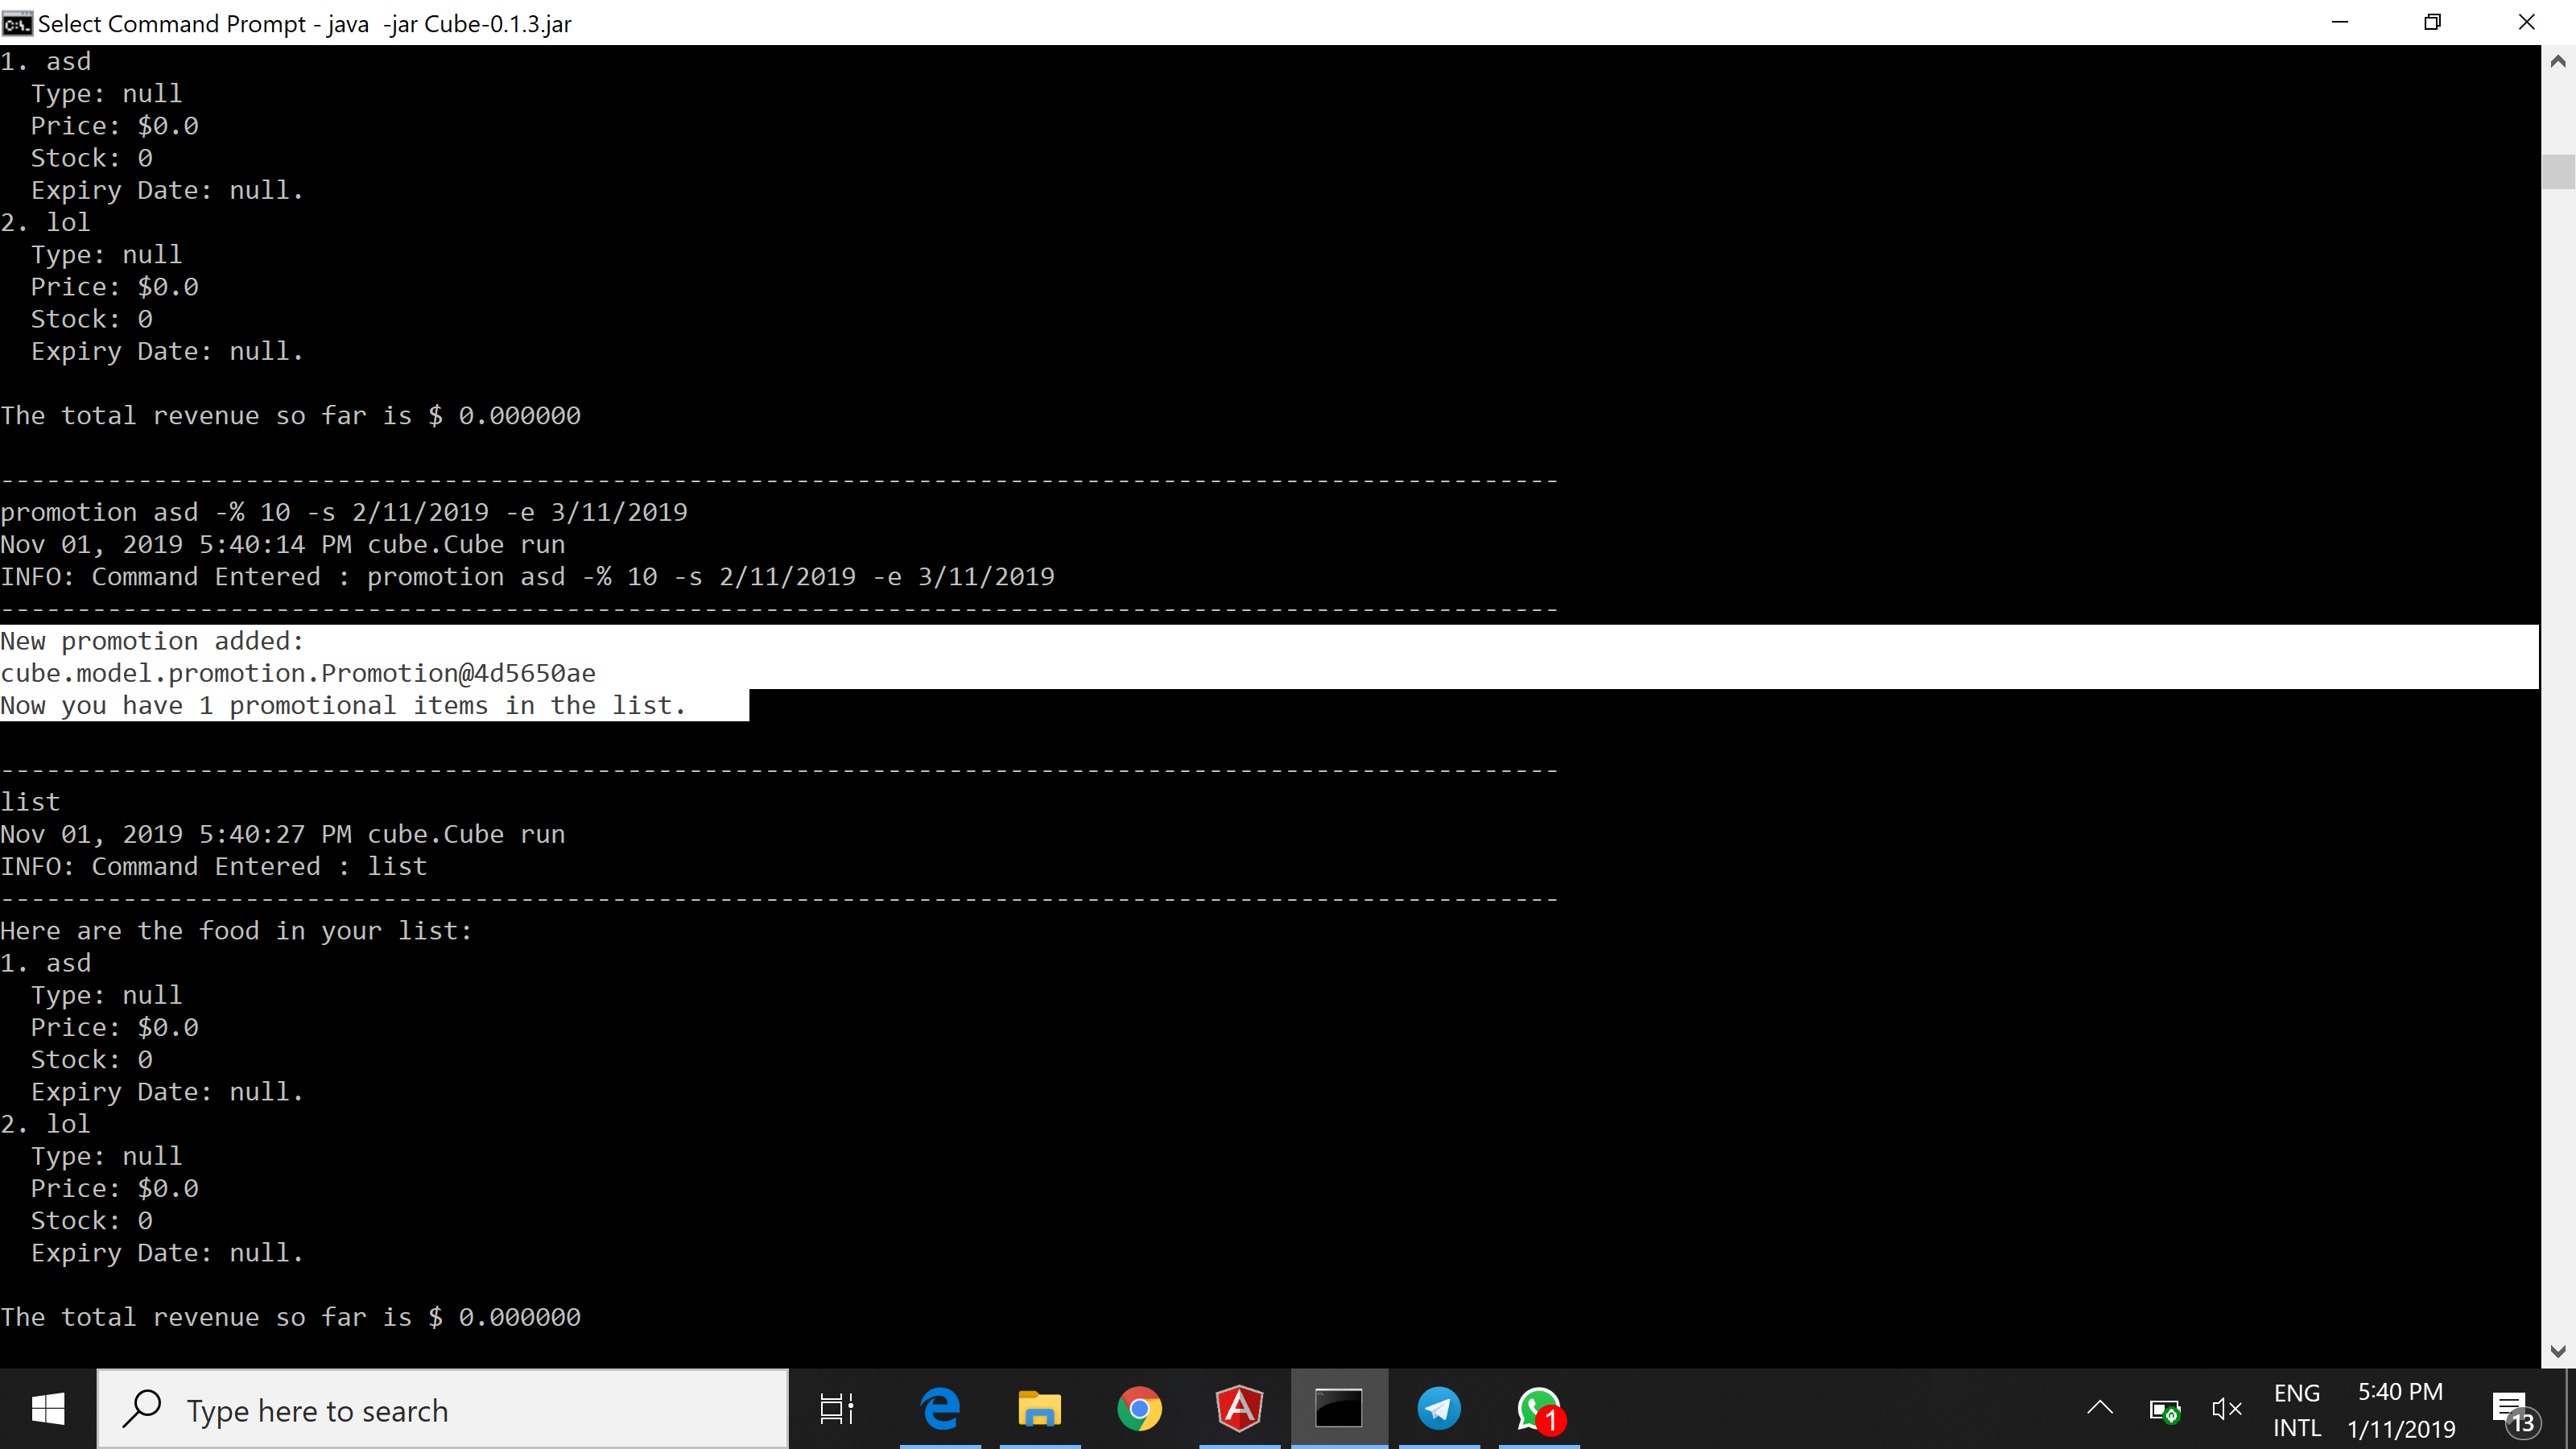 Select Command Prompt - java  -jar Cube-0.1.3.jar
1. asd
  Type: null
  Price: $0.0
  Stock: 0
  Expiry Date: null.
2. lol
  Type: null
  Price: $0.0
  Stock: 0
  Expiry Date: null.
The total revenue so far is $ 0.000000
------------------------------------------------------------------------------------------------------
promotion asd -% 10 -s 2/11/2019 -e 3/11/2019
Nov 01, 2019 5:40:14 PM cube.Cube run
INFO: Command Entered : promotion asd -% 10 -s 2/11/2019 -e 3/11/2019
------------------------------------------------------------------------------------------------------
New promotion added:
cube.model.promotion.Promotion@4d5650ae
Now you have 1 promotional items in the list.
------------------------------------------------------------------------------------------------------
list
Nov 01, 2019 5:40:27 PM cube.Cube run
INFO: Command Entered : list
------------------------------------------------------------------------------------------------------
Here are the food in your list:
1. asd
  Type: null
  Price: $0.0
  Stock: 0
  Expiry Date: null.
2. lol
  Type: null
  Price: $0.0
  Stock: 0
  Expiry Date: null.
The total revenue so far is $ 0.000000
Type here to search
1
ENG
INTL
5:40 PM
1/11/2019
13